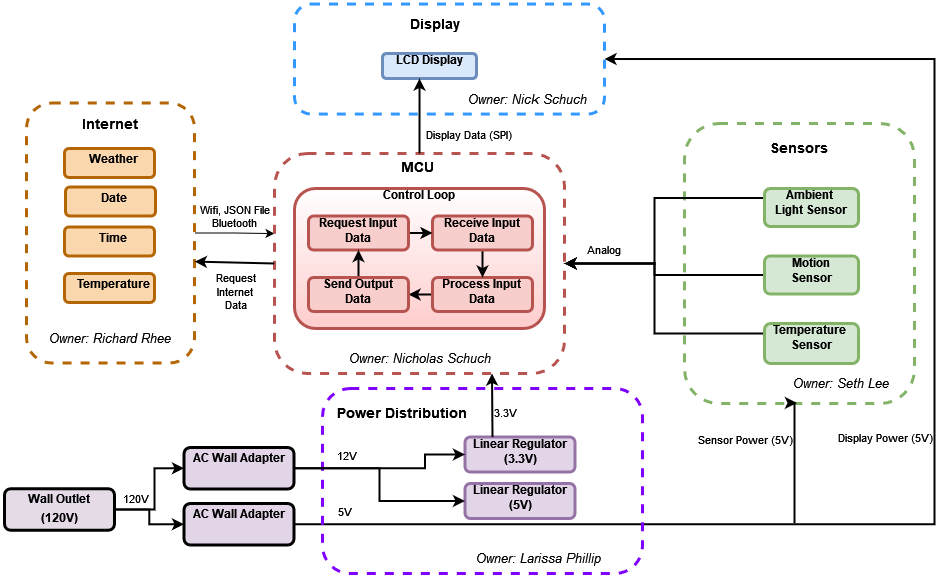 Display
LCD Display
Owner: Nick Schuch
Display Data (SPI)
Internet
Weather
Date
Time
Temperature
Owner: Richard Rhee
Wifi, JSON File
Bluetooth
Request
Internet
Data
MCU
Control Loop
Request Input
Data
Receive Input
Data
Send Output
Data
Process Input
Data
Owner: Nicholas Schuch
Analog
Sensors
Ambient
Light Sensor
Motion
Sensor
Temperature
Sensor
Owner: Seth Lee
Sensor Power (5V)
Display Power (5V)
Power Distribution
3.3V
Linear Regulator
(3.3V)
Linear Regulator
(5V)
12V
5V
Owner: Larissa Phillip
AC Wall Adapter
AC Wall Adapter
120V
Wall Outlet
(120V)